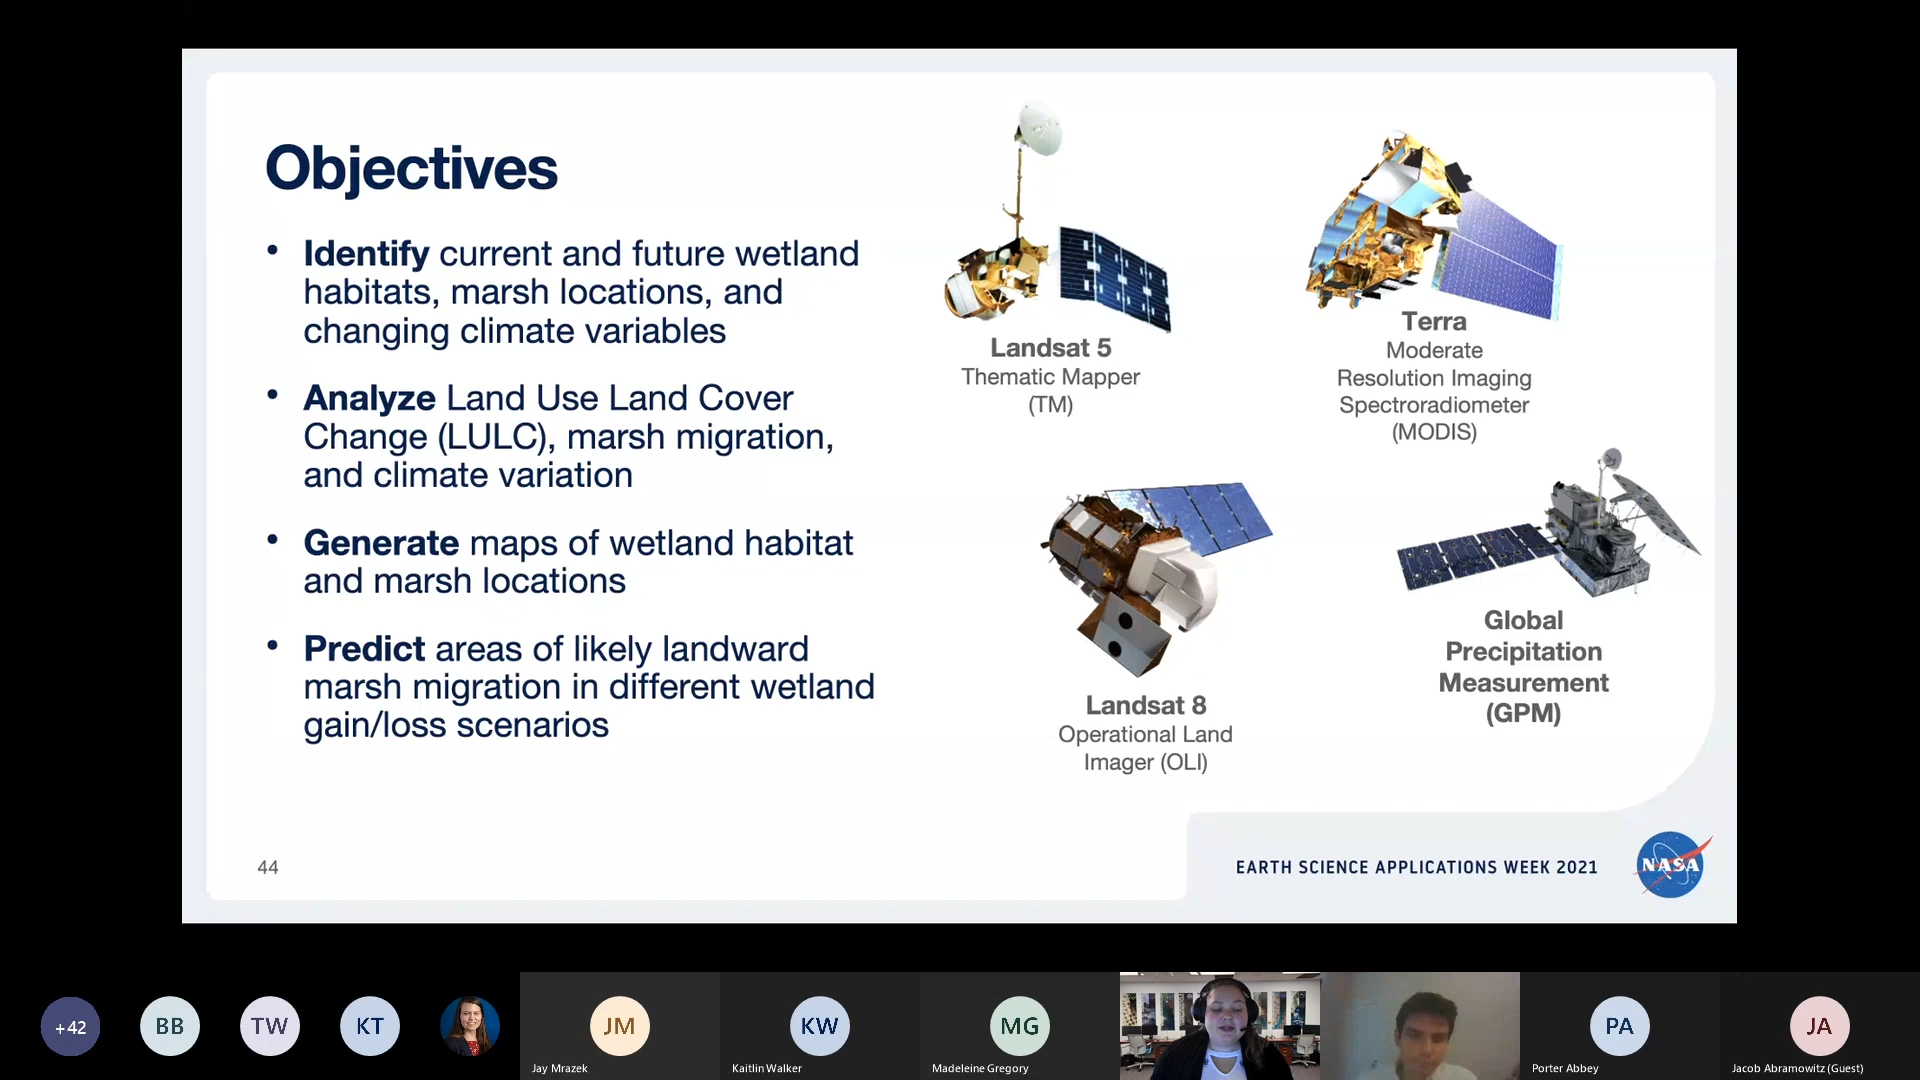 Objectives
• Identify current and future wetland
habitats, marsh locations, and
changing climate variables
• Analyze Land Use Land Cover
Change (LULC), marsh migration,
and climate variation
• Generate maps of wetland habitat
and marsh locations
• Predict areas of likely landward
marsh migration in different wetland
gain/loss scenarios
Landsat 5
Thematic Mapper
(TM)
Terra
Moderate
Resolution Imaging
Spectroradiometer
(MODIS)
Landsat 8
Operational Land
Imager (OLI)
Global
Precipitation
Measurement
(GPM)
44
EARTH SCIENCE APPLICATIONS WEEK 2021
NASA
+42
BB
TW
KT
JM
Jay Mrazek
KW
Kaitlin Walker
MG
Madeleine Gregory
PA
Porter Abbey
JA
Jacob Abramowitz (Guest)